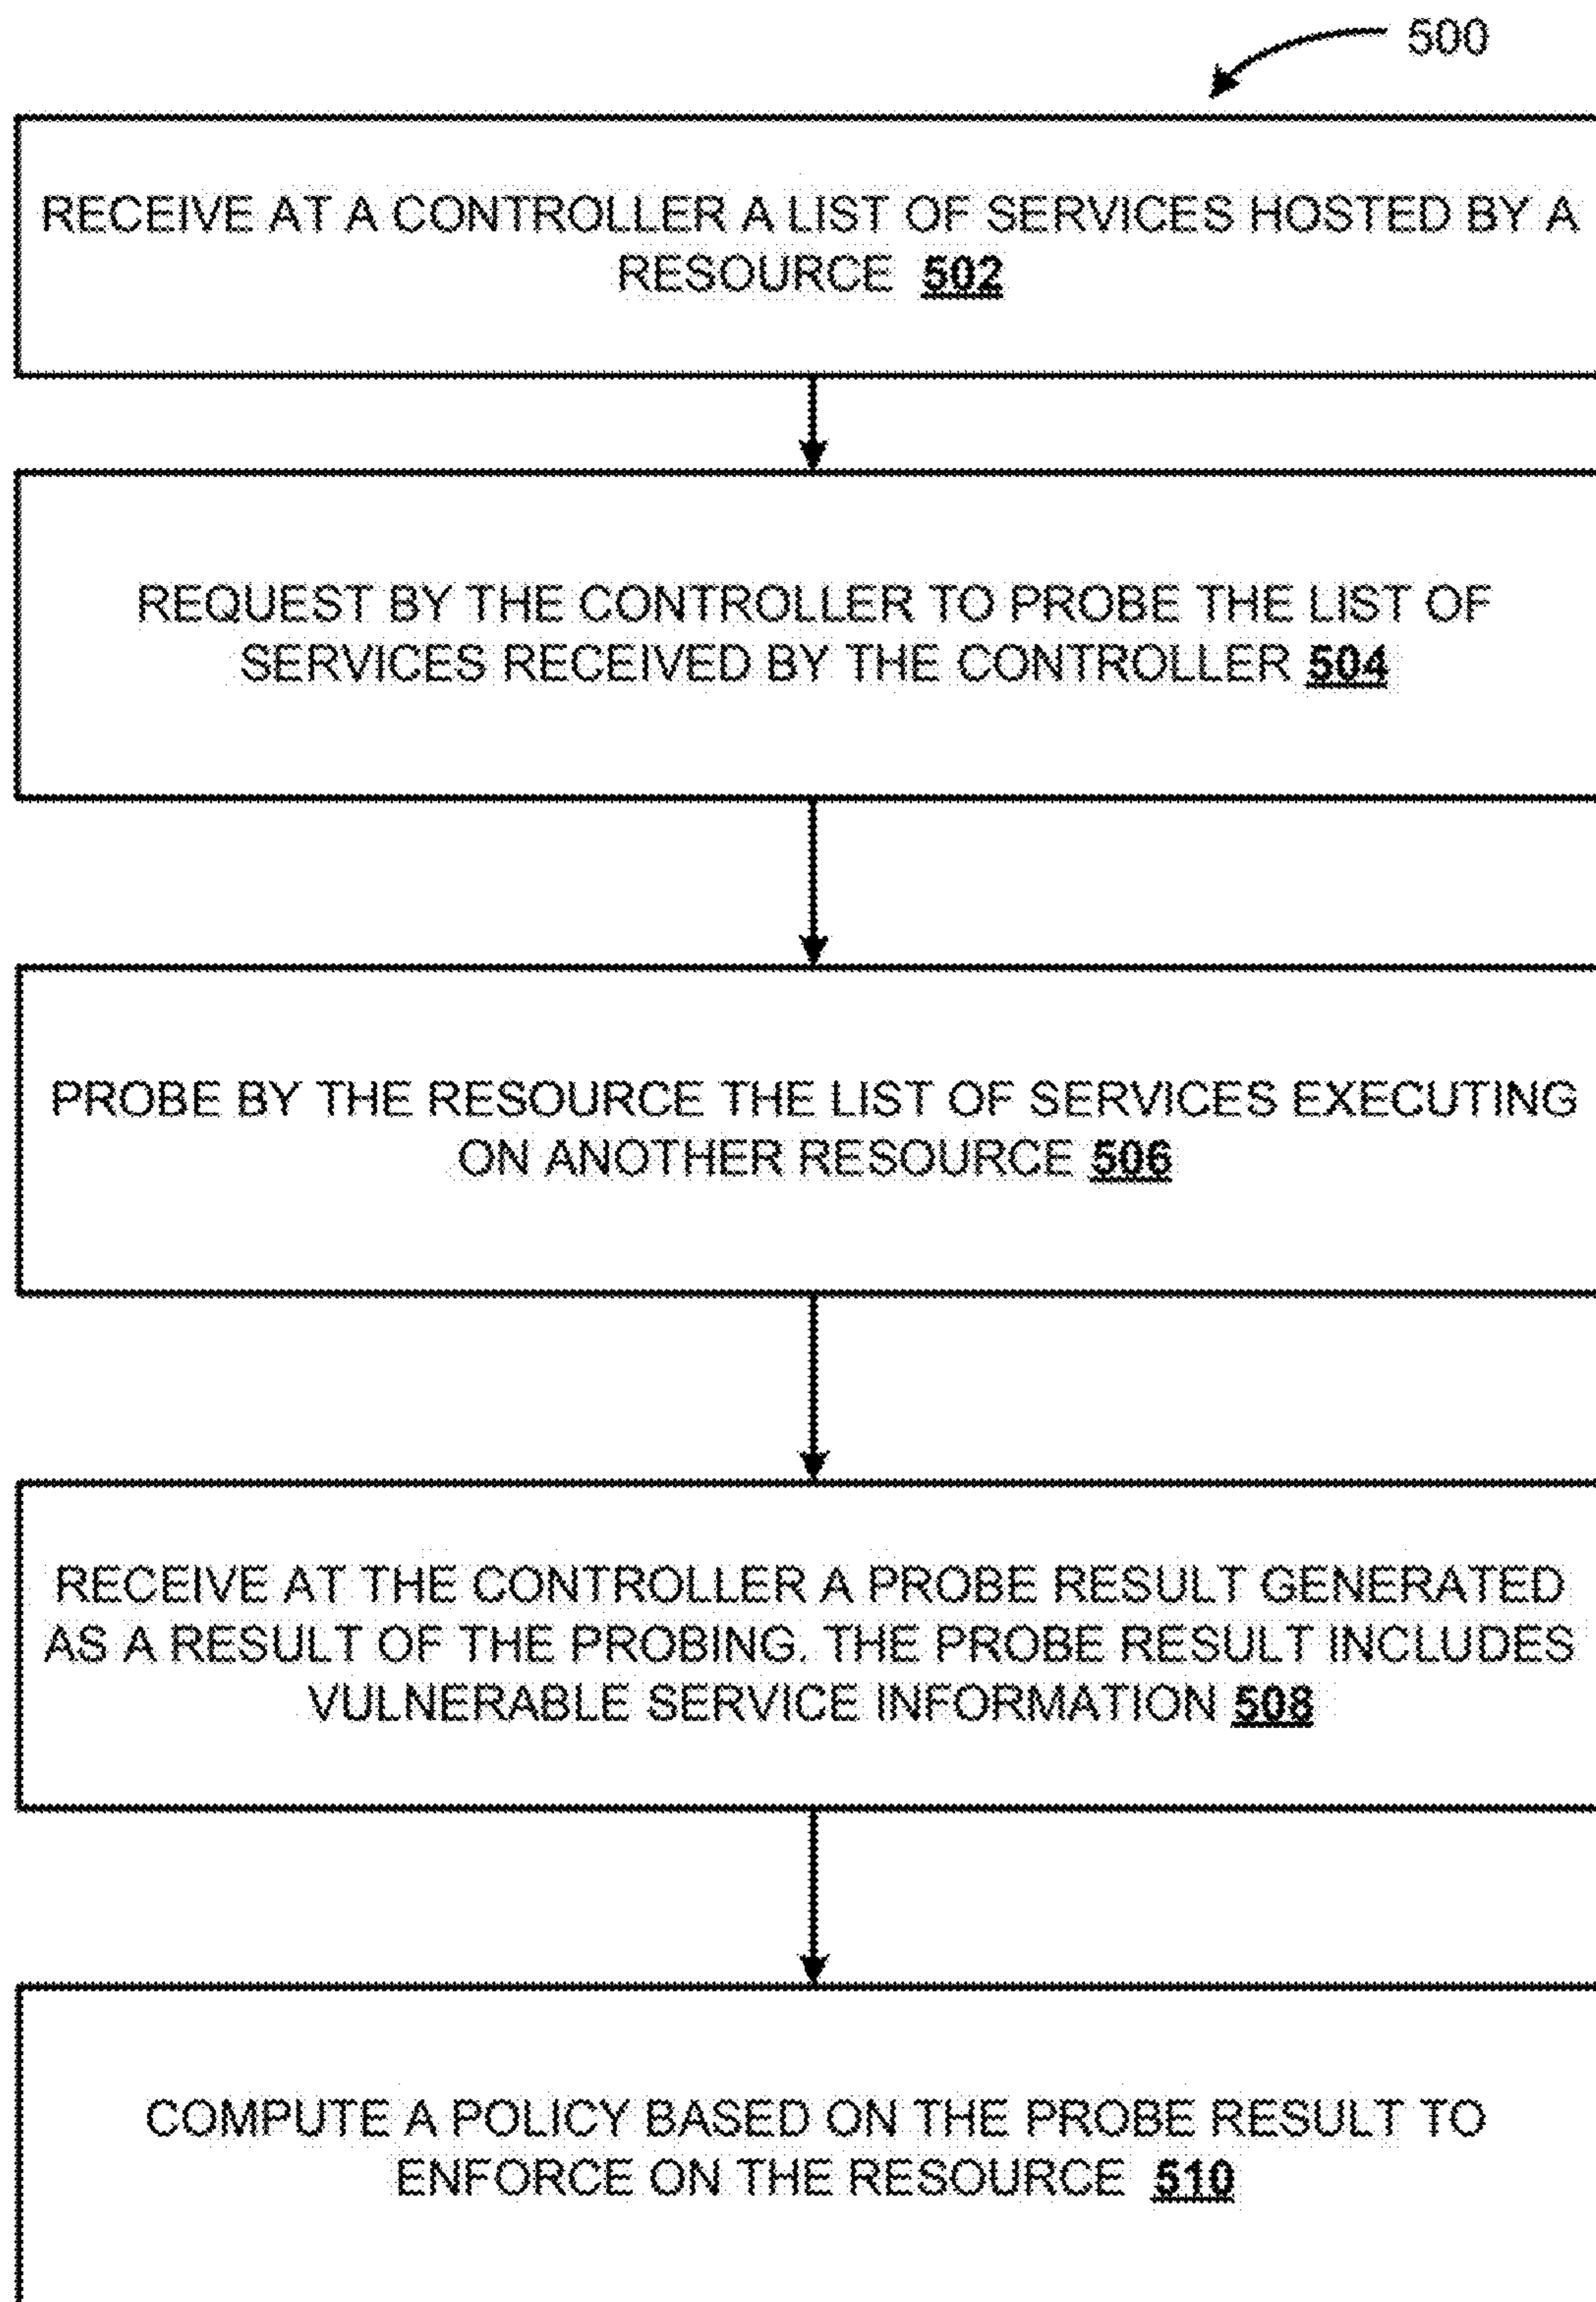 500
RECEIVE AT A CONTROLLER A LIST OF SERVICES HOSTED BY A
RESOURCE 502
REQUEST BY THE CONTROLLER TO PROBE THE LIST OF
SERVICES RECEIVED BY THE CONTROLLER 504
PROBE BY THE RESOURCE THE LIST OF SERVICES EXECUTING
ON ANOTHER RESOURCE 506
RECEIVE AT THE CONTROLLER A PROBE RESULT GENERATED
AS A RESULT OF THE PROBING. THE PROBE RESULT INCLUDES
VULNERABLE SERVICE INFORMATION 508
COMPUTE A POLICY BASED ON THE PROBE RESULT TO
ENFORCE ON THE RESOURCE 510